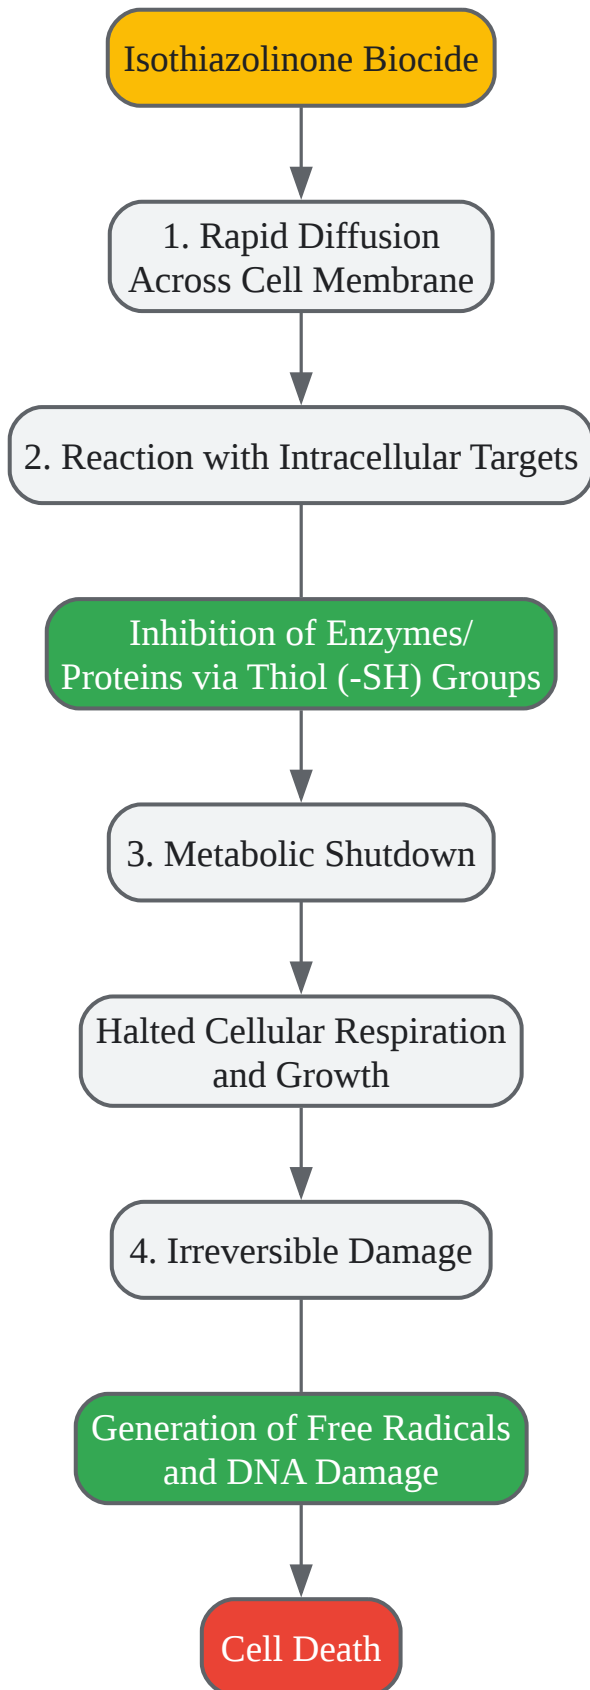 Isothiazolinone Biocide
1. Rapid Diffusion
Across Cell Membrane
2. Reaction with Intracellular Targets
Inhibition of Enzymes/
Proteins via Thiol (-SH) Groups
3. Metabolic Shutdown
Halted Cellular Respiration
and Growth
4. Irreversible Damage
Generation of Free Radicals
and DNA Damage
Cell Death